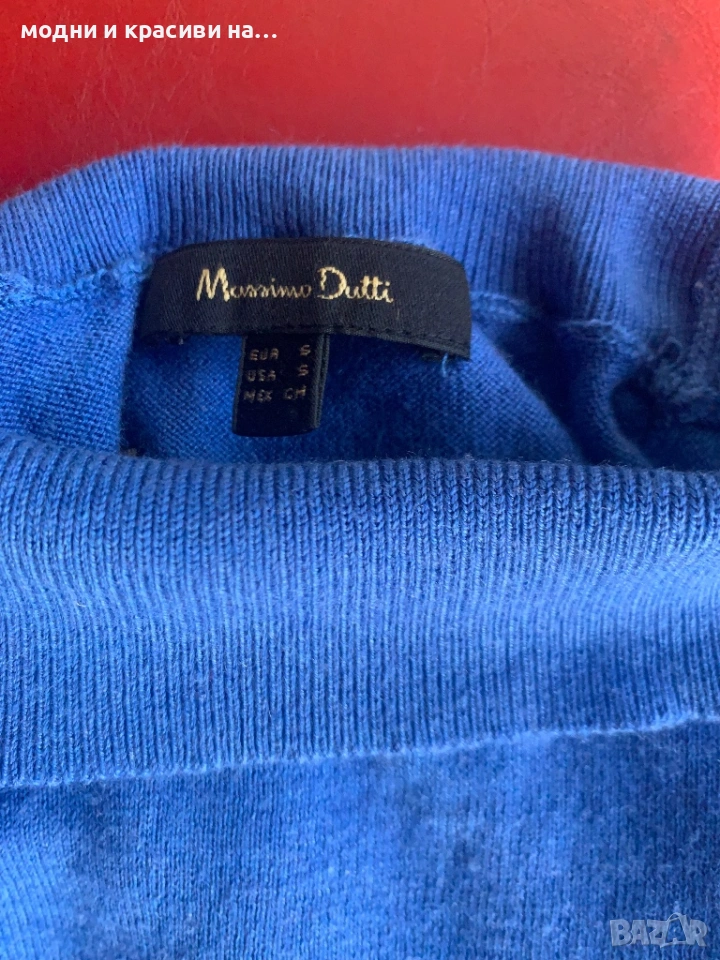 модни и красиви на...
Massimo Dutti
EUR S
USA S
MEX CH
BAZAR